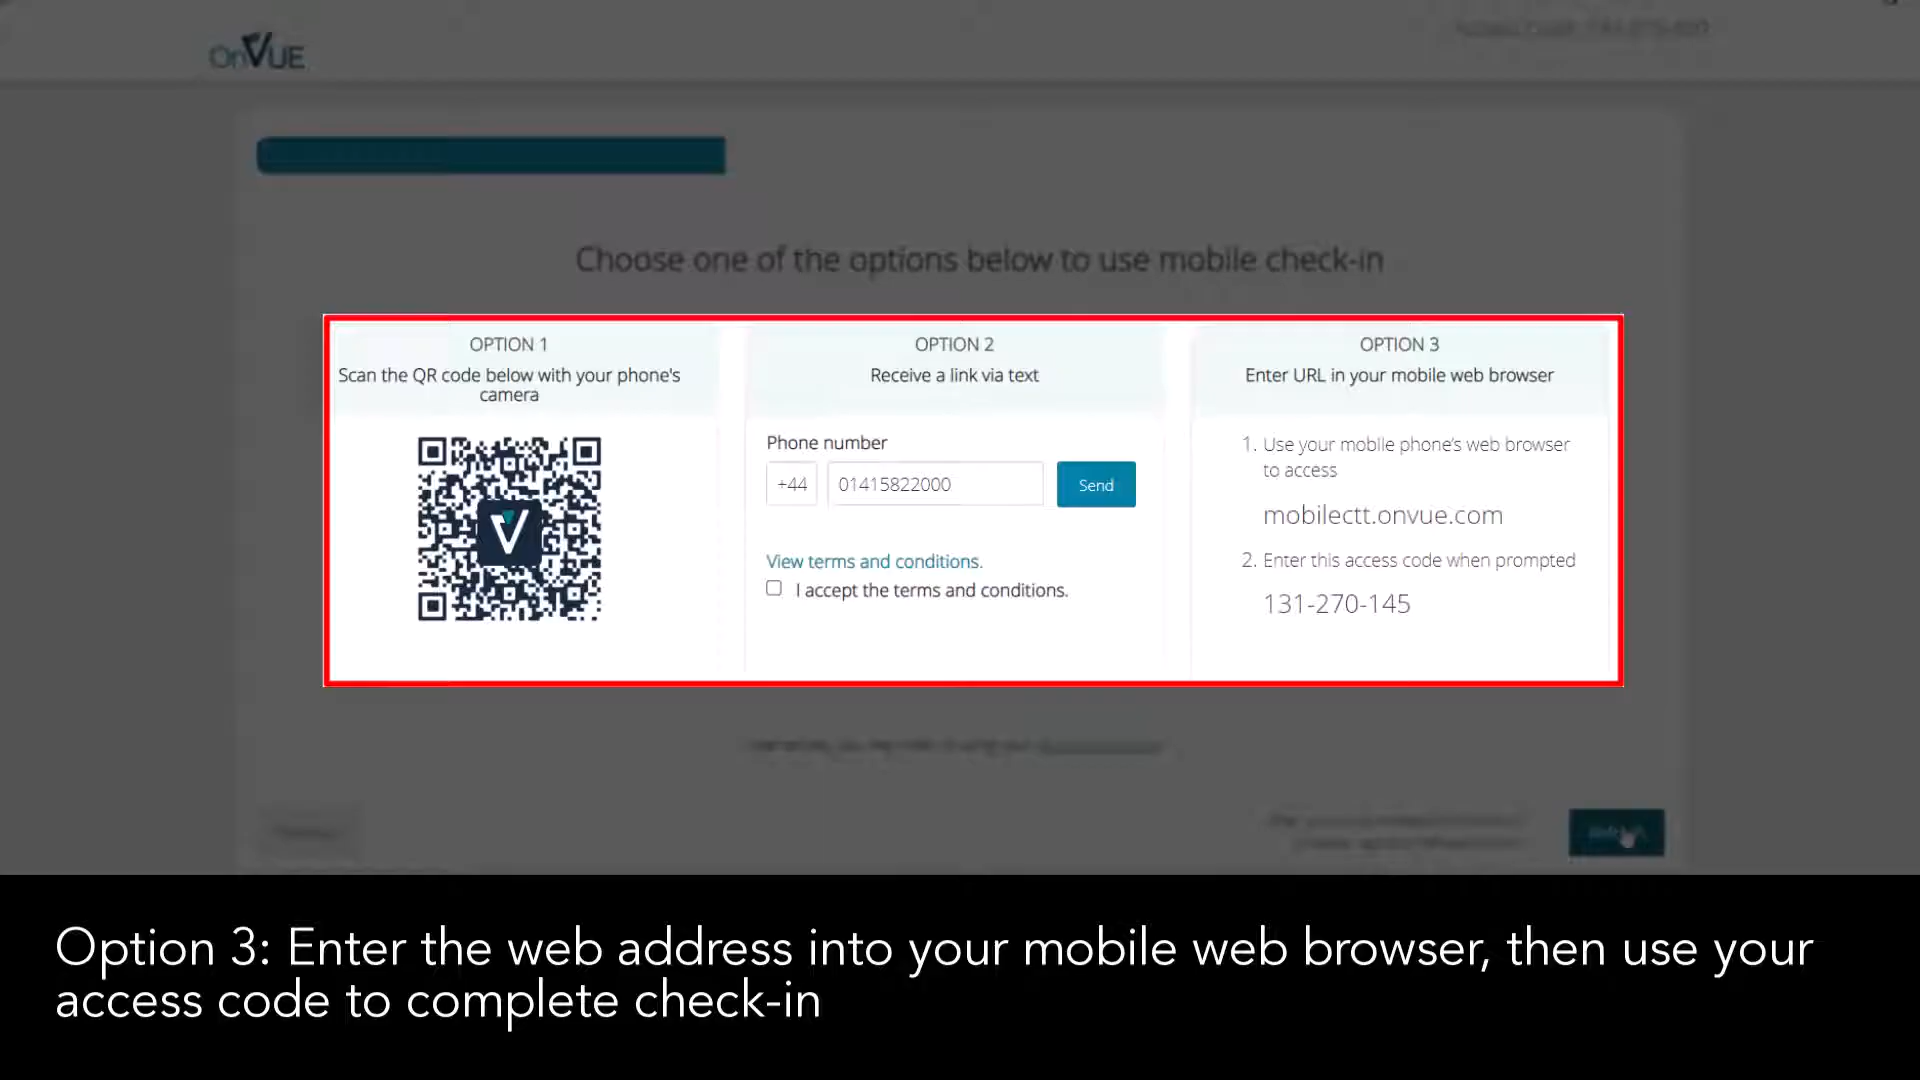 OnVUE
Choose one of the options below to use mobile check-in
OPTION 1
Scan the QR code below with your phone's
camera
OPTION 2
Receive a link via text
Phone number
+44
01415822000
Send
View terms and conditions.
I accept the terms and conditions.
OPTION 3
Enter URL in your mobile web browser
1. Use your mobile phone's web browser
to access
mobilectt.onvue.com
2. Enter this access code when prompted
131-270-145
Option 3: Enter the web address into your mobile web browser, then use your
access code to complete check-in